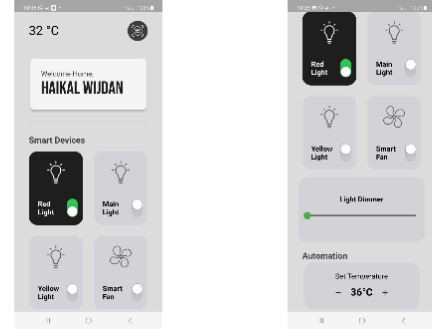 32 °C
Welcome Home,
HAIKAL WIJDAN
Smart Devices
Red
Light
Main
Light
Yellow
Light
Smart
Fan
Red
Light
Main
Light
Yellow
Light
Smart
Fan
Light Dimmer
Automation
Set Temperature
- 36°C +